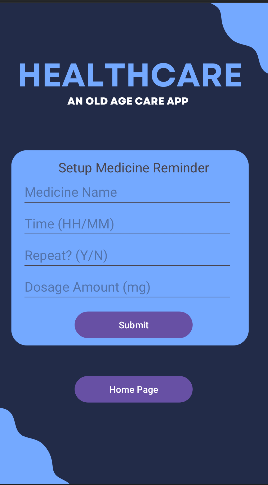 HEALTHCARE
AN OLD AGE CARE APP
Setup Medicine Reminder
Medicine Name
Time (HH/MM)
Repeat? (Y/N)
Dosage Amount (mg)
Submit
Home Page